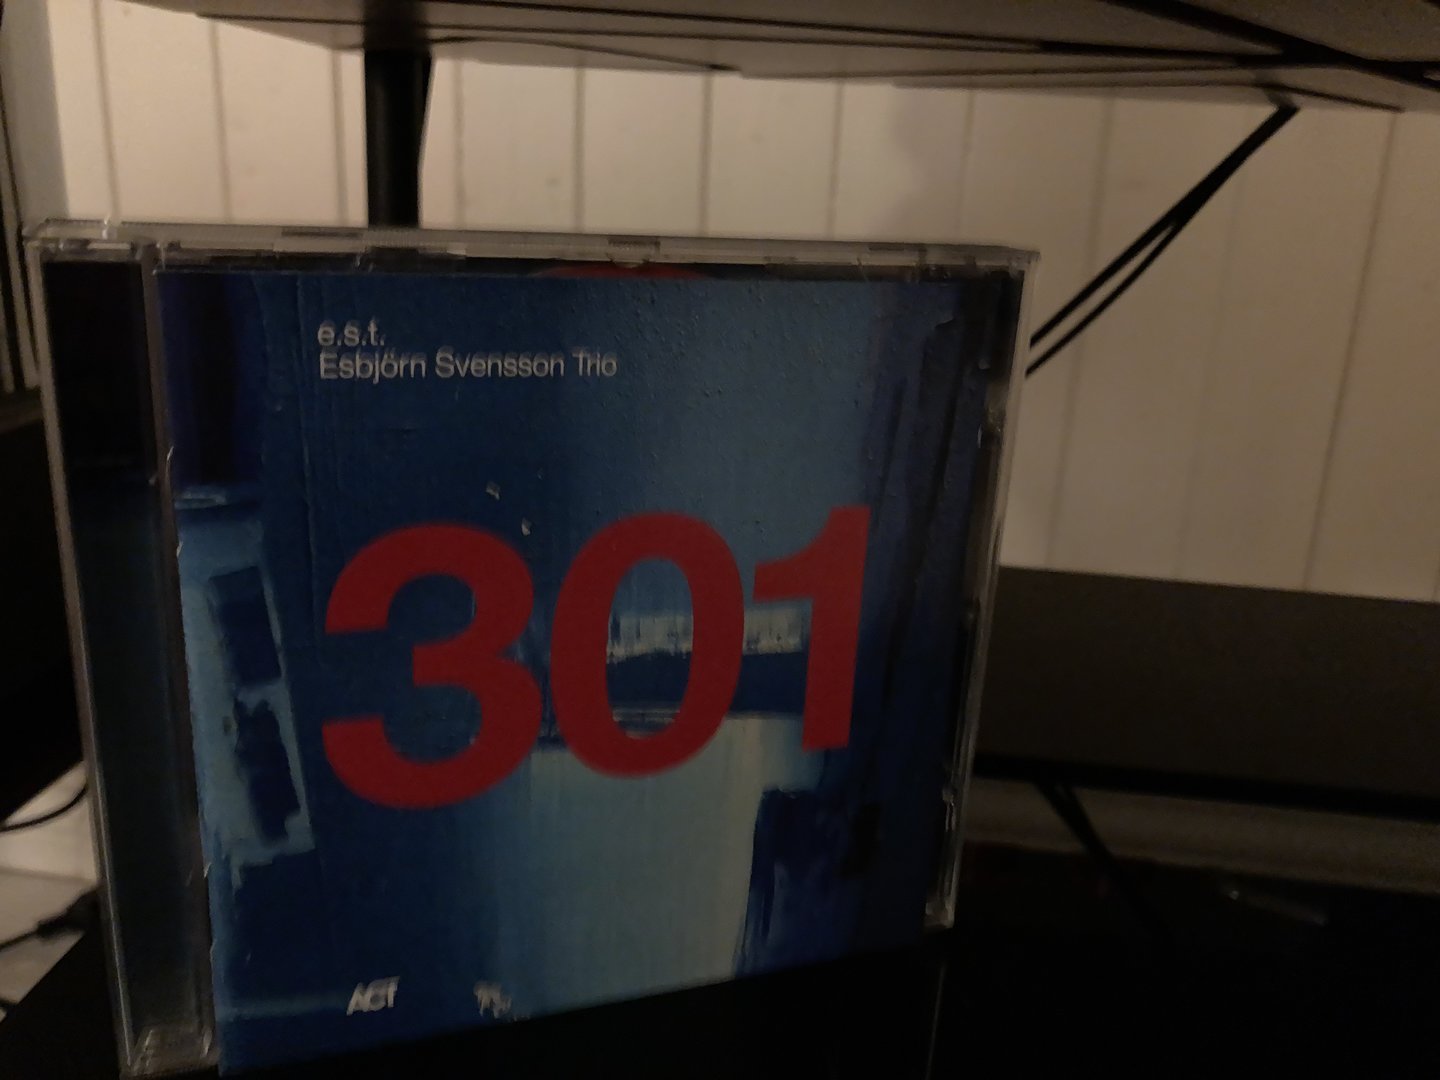 e.s.t.
Esbjörn Svensson Trio
301
ACT